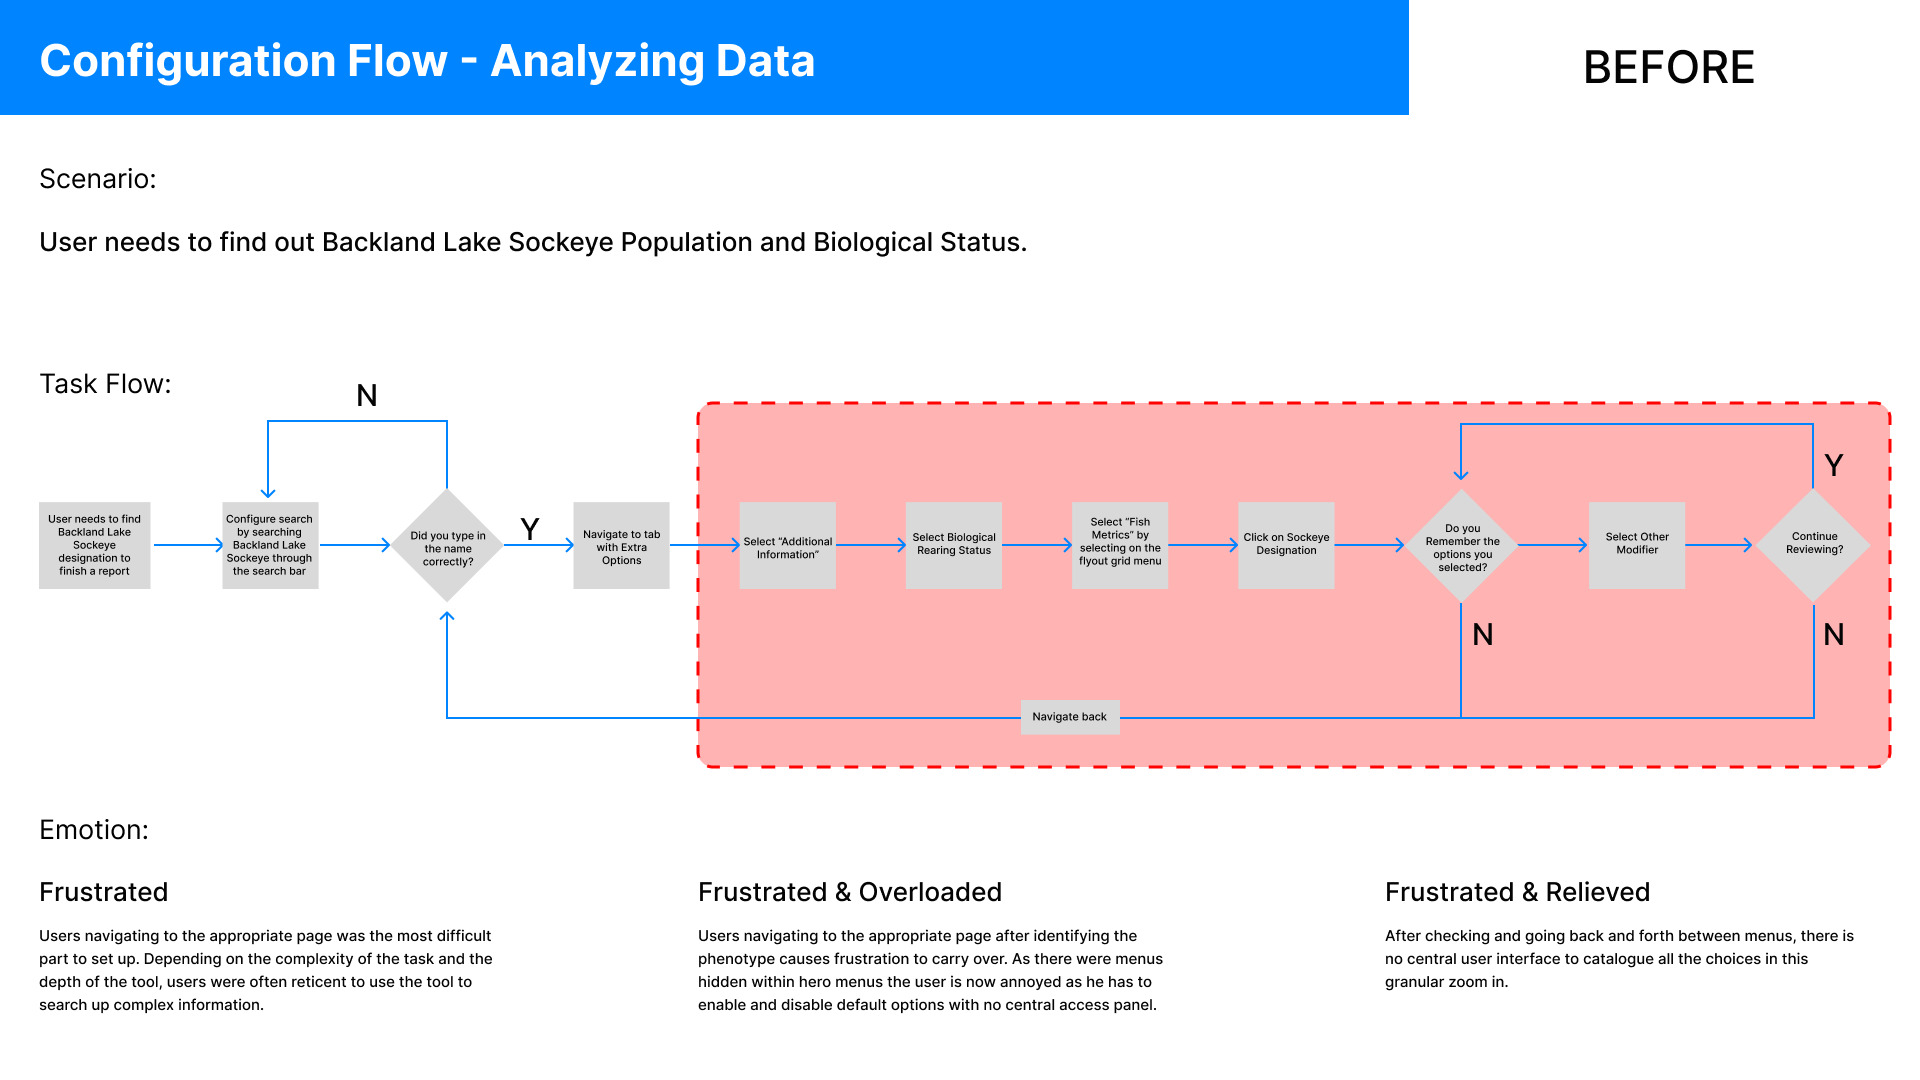 Configuration Flow - Analyzing Data
BEFORE
Scenario:
User needs to find out Backland Lake Sockeye Population and Biological Status.
Task Flow:
N
Y
User needs to find
Backland Lake
Sockeye
designation to
finish a report
Configure search
by searching
Backland Lake
Sockeye through
the search bar
Did you type in
the name
correctly?
Y
Navigate to tab
with Extra
Options
Select “Additional
Information”
Select Biological
Rearing Status
Select “Fish
Metrics” by
selecting on the
flyout grid menu
Click on Sockeye
Designation
Do you
Remember the
options you
selected?
Select Other
Modifier
Continue
Reviewing?
N
N
Navigate back
Emotion:
Frustrated
Users navigating to the appropriate page was the most difficult
part to set up. Depending on the complexity of the task and the
depth of the tool, users were often reticent to use the tool to
search up complex information.
Frustrated & Overloaded
Users navigating to the appropriate page after identifying the
phenotype causes frustration to carry over. As there were menus
hidden within hero menus the user is now annoyed as he has to
enable and disable default options with no central access panel.
Frustrated & Relieved
After checking and going back and forth between menus, there is
no central user interface to catalogue all the choices in this
granular zoom in.